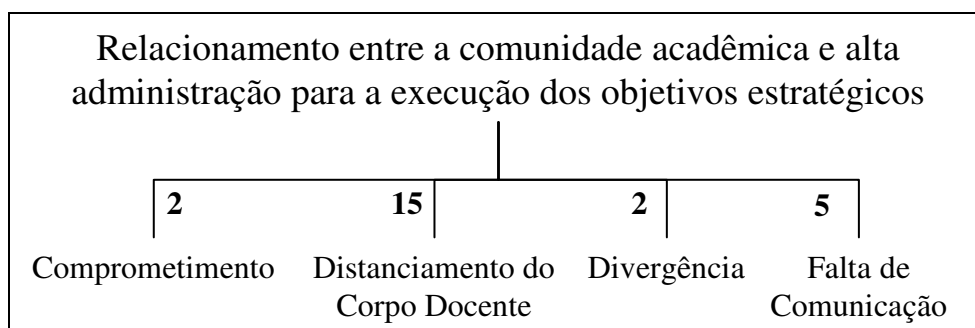 Relacionamento entre a comunidade acadêmica e alta
administração para a execução dos objetivos estratégicos
2 15 2 5
Comprometimento Distanciamento do Divergência Falta de
Corpo Docente Comunicação